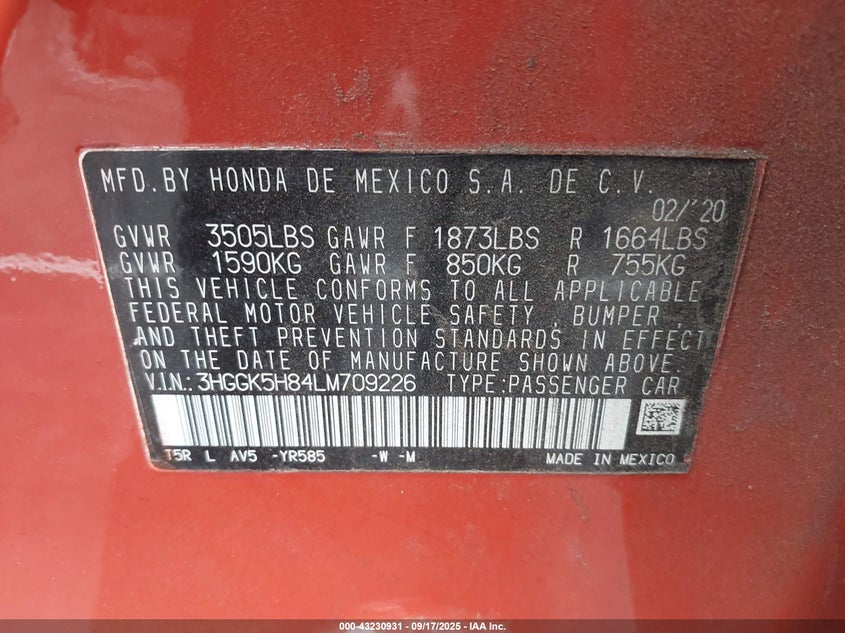 MFD. BY HONDA DE MEXICO S.A. DE C.V.
02/'20
GVWR 3505LBS GAWR F 1873LBS R 1664LBS
GVWR 1590KG GAWR F 850KG R 755KG
THIS VEHICLE CONFORMS TO ALL APPLICABLE
FEDERAL MOTOR VEHICLE SAFETY, BUMPER,
AND THEFT PREVENTION STANDARDS IN EFFECT
ON THE DATE OF MANUFACTURE SHOWN ABOVE.
V.I.N.: 3HGGK5H84LM709226 TYPE:PASSENGER CAR
T5R L AV5 -YR585 -W -M MADE IN MEXICO
000-43230931 - 09/17/2025 - IAA Inc.